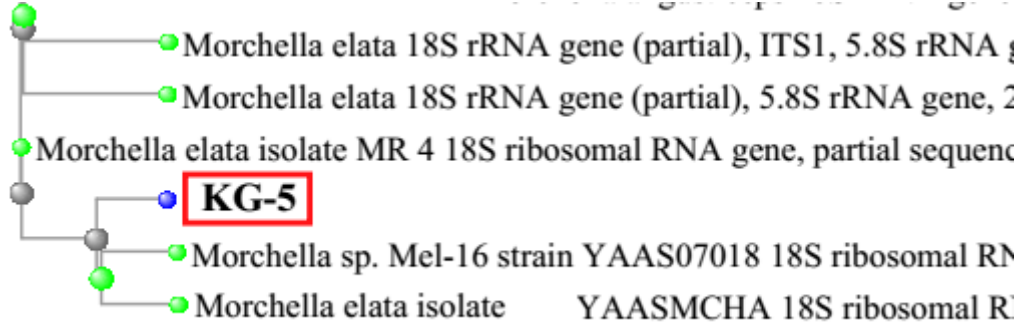 Morchella elata 18S rRNA gene (partial), ITS1, 5.8S rRNA
Morchella elata 18S rRNA gene (partial), 5.8S rRNA gene, 2
Morchella elata isolate MR 4 18S ribosomal RNA gene, partial sequenc
KG-5
Morchella sp. Mel-16 strain YAAS07018 18S ribosomal RN
Morchella elata isolate YAASMCHA 18S ribosomal R